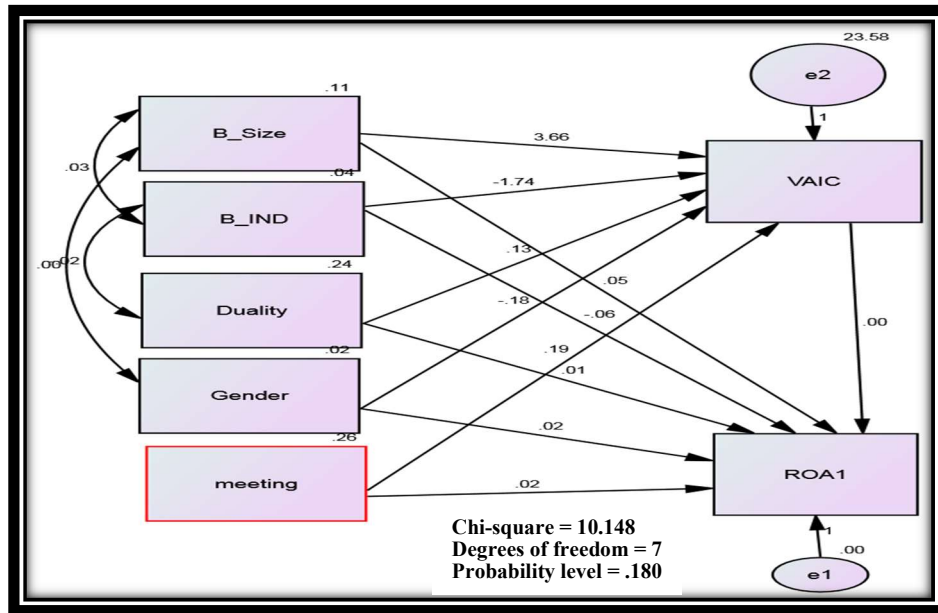 23.58
e2
1
.11
B_Size
3.66
VAIC
.03
.04
B_IND
-1.74
.00
.02
.24
Duality
.13
.05
-.18
-.06
.02
Gender
.19
.01
.00
.02
.26
meeting
.02
ROA1
Chi-square = 10.148
Degrees of freedom = 7
Probability level = .180
1
.00
e1